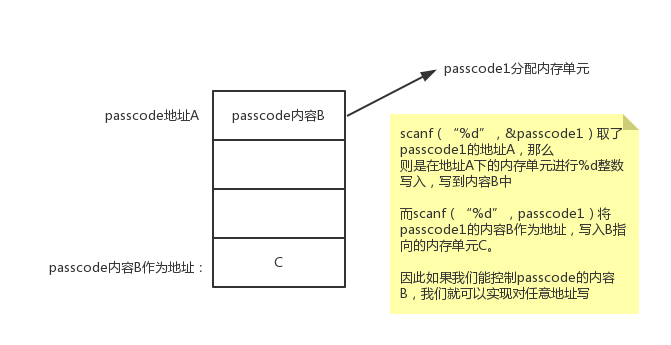 passcode1分配内存单元
passcode地址A
passcode内容B
scanf（“%d”，&passcode1）取了
passcode1的地址A，那么
则是在地址A下的内存单元进行%d整数
写入，写到内容B中
而scanf（“%d”，passcode1）将
passcode1的内容B作为地址，写入B指
向的内存单元C。
因此如果我们能控制passcode的内容
B，我们就可以实现对任意地址写
passcode内容B作为地址：
C